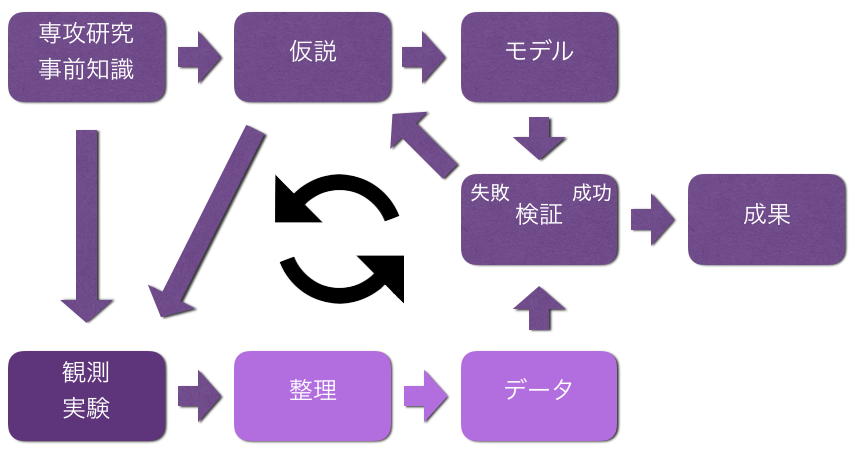 専攻研究
事前知識
仮説
モデル
失敗
成功
検証
成果
観測
実験
整理
データ